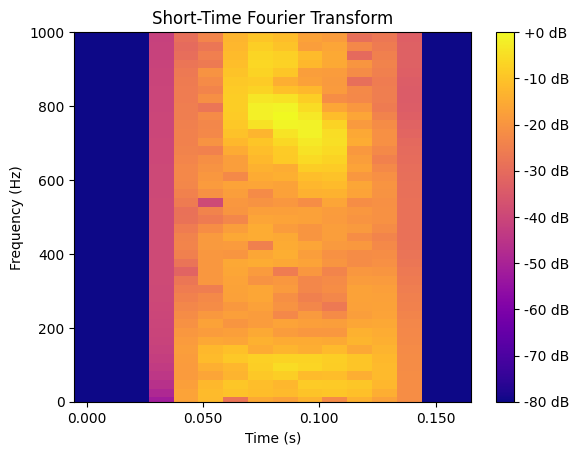 Short-Time Fourier Transform
1000
800
600
400
200
0
Frequency (Hz)
0.000
0.050
0.100
0.150
Time (s)
+0 dB
-10 dB
-20 dB
-30 dB
-40 dB
-50 dB
-60 dB
-70 dB
-80 dB